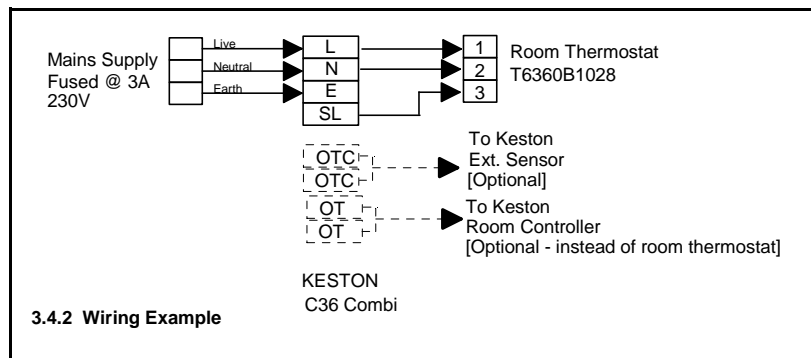 Mains Supply
Fused @ 3A
230V
Live
Neutral
Earth
L
N
E
SL
1
2
3
Room Thermostat
T6360B1028
OTC
OTC
To Keston
Ext. Sensor
[Optional]
OT
OT
To Keston
Room Controller
[Optional - instead of room thermostat]
KESTON
C36 Combi
3.4.2 Wiring Example